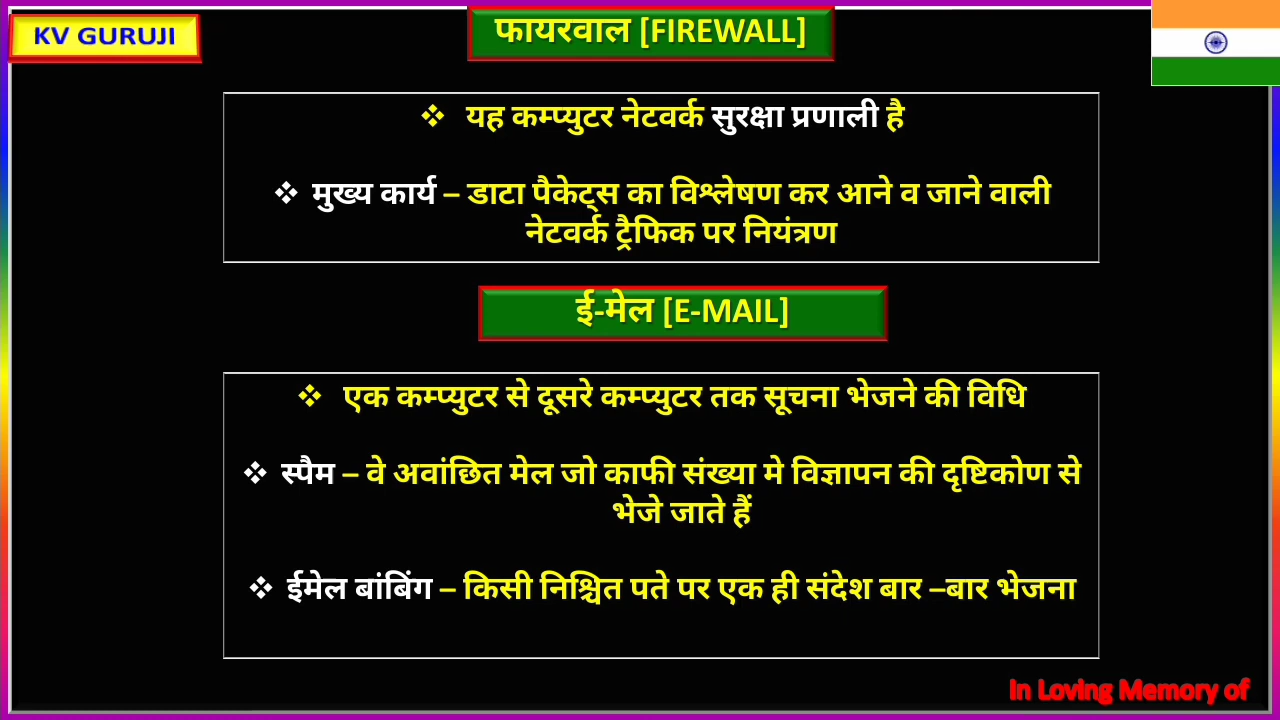 KV GURUJI
फायरवाल [FIREWALL]
❖ यह कम्प्युटर नेटवर्क सुरक्षा प्रणाली है
❖ मुख्य कार्य – डाटा पैकेट्स का विश्लेषण कर आने व जाने वाली
नेटवर्क ट्रैफिक पर नियंत्रण
ई-मेल [E-MAIL]
❖ एक कम्प्युटर से दूसरे कम्प्युटर तक सूचना भेजने की विधि
❖ स्पैम – वे अवांछित मेल जो काफी संख्या मे विज्ञापन की दृष्टिकोण से
भेजे जाते हैं
❖ ईमेल बांबिंग – किसी निश्चित पते पर एक ही संदेश बार –बार भेजना
In Loving Memory of